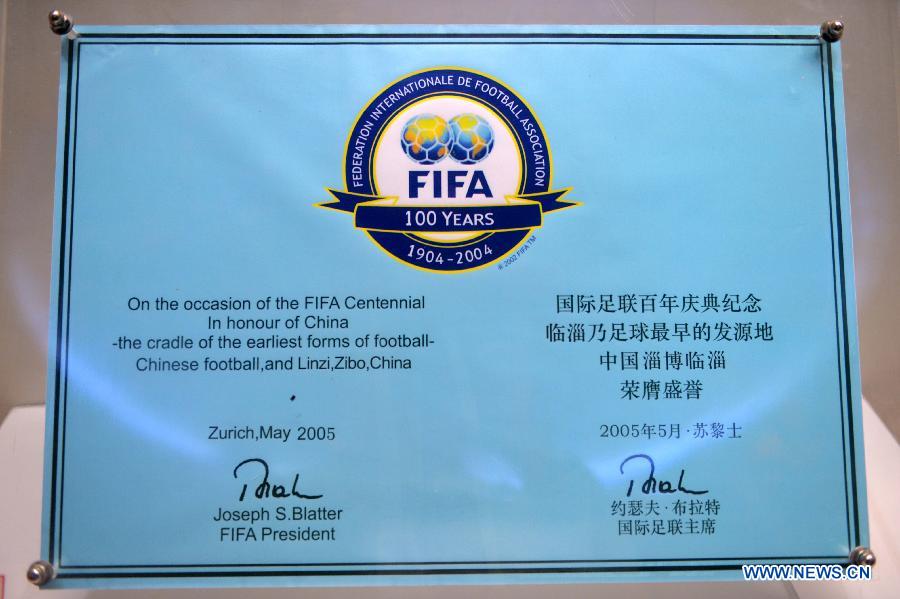 FEDERATION INTERNATIONALE DE FOOTBALL ASSOCIATION
FIFA
100 YEARS
1904-2004
© 2002 FIFA TM
On the occasion of the FIFA Centennial
In honour of China
-the cradle of the earliest forms of football-
Chinese football,and Linzi,Zibo,China
Zurich,May 2005
Joseph S.Blatter
FIFA President
国际足联百年庆典纪念
临淄乃足球最早的发源地
中国淄博临淄
荣膺盛誉
2005年5月·苏黎士
约瑟夫·布拉特
国际足联主席
WWW.NEWS.CN